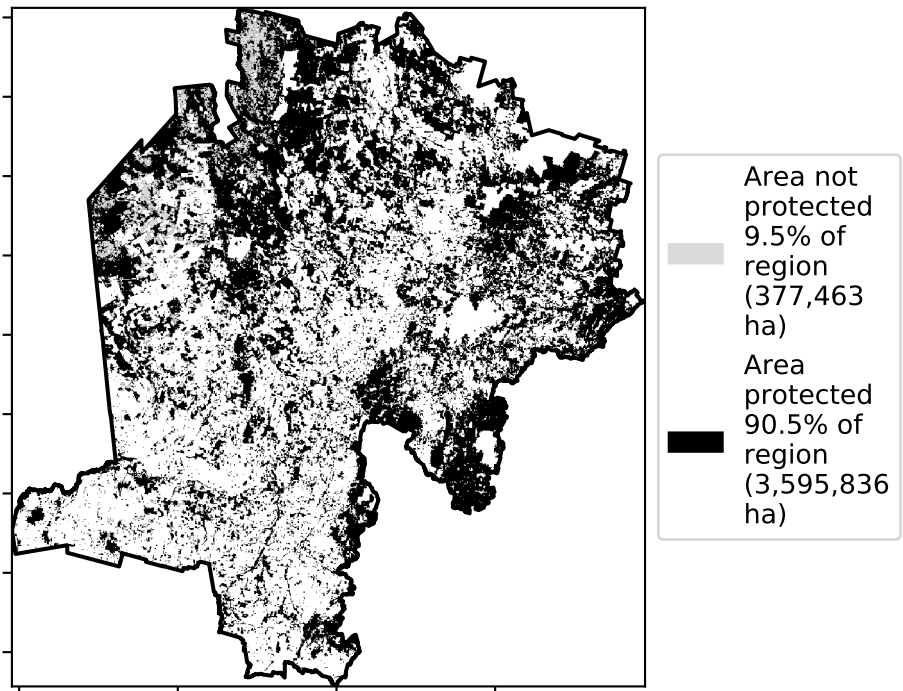 Area not
protected
9.5% of
region
(377,463
ha)
Area
protected
90.5% of
region
(3,595,836
ha)